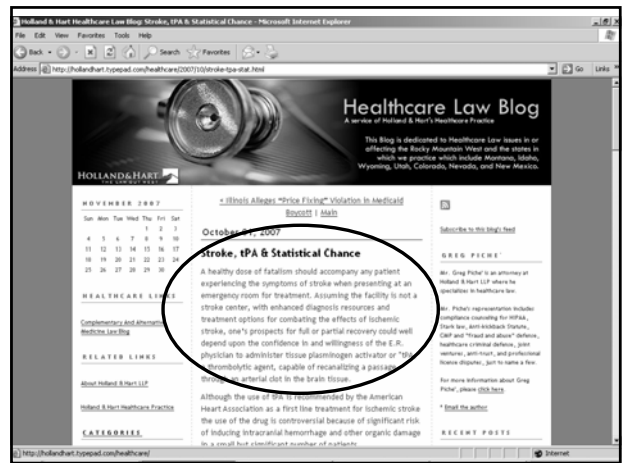 Holland & Hart Healthcare Law Blog: Stroke, tPA & Statistical Chance - Microsoft Internet Explorer
File Edit View Favorites Tools Help
Back Search Favorites
Address http://hollandhart.typepad.com/healthcare/2007/10/stroke-tpa-stat.html Go Links
Healthcare Law Blog
A service of Holland & Hart's Healthcare Practice
This Blog is dedicated to Healthcare Law issues in or
affecting the Rocky Mountain West and the states in
which we practice which include Montana, Idaho,
Wyoming, Utah, Colorado, Nevada, and New Mexico.
HOLLAND & HART
THE LAW OUT WEST
NOVEMBER 2007
Sun Mon Tue Wed Thu Fri Sat
1 2 3
4 5 6 7 8 9 10
11 12 13 14 15 16 17
18 19 20 21 22 23 24
25 26 27 28 29 30
HEALTHCARE LINKS
Complementary And Alternative
Medicine Law Blog
RELATED LINKS
About Holland & Hart LLP
Holland & Hart Healthcare Practice
CATEGORIES
« Illinois Alleges "Price Fixing" Violation in Medicaid
Boycott | Main
October 31, 2007
Stroke, tPA & Statistical Chance
A healthy dose of fatalism should accompany any patient
experiencing the symptoms of stroke when presenting at an
emergency room for treatment. Assuming the facility is not a
stroke center, with enhanced diagnosis resources and
treatment options for combating the effects of ischemic
stroke, one's prospects for full or partial recovery could well
depend upon the confidence in and willingness of the E.R.
physician to administer tissue plasminogen activator or "tPA
a thrombolytic agent, capable of recanalizing a passage
through an arterial clot in the brain tissue.
Although the use of tPA is recommended by the American
Heart Association as a first line treatment for ischemic stroke
the use of the drug is controversial because of significant risk
of inducing intracranial hemorrhage and other organic damage
in a small but significant number of patients.
Subscribe to this blog's feed
GREG PICHE'
Mr. Greg Piche' is an attorney at
Holland & Hart LLP where he
specializes in healthcare law.
Mr. Piche's representation includes
compliance counseling for HIPAA,
Stark law, Anti-kickback Statute,
CMP and "fraud and abuse" defense,
healthcare criminal defense, joint
ventures, anti-trust, and professional
license disputes, just to name a few.
For more information about Greg
Piche', please click here.
* Email the author
RECENT POSTS
http://hollandhart.typepad.com/healthcare/ Internet